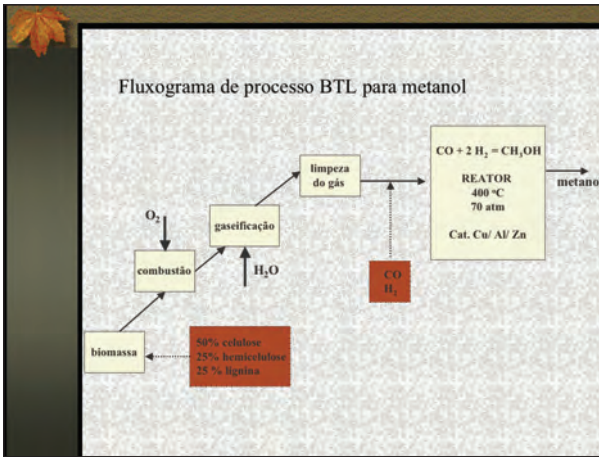 Fluxograma de processo BTL para metanol
CO + 2 H₂ = CH₃OH
REATOR
400 °C
70 atm
Cat. Cu/ Al/ Zn
metano
limpeza
do gás
gaseificação
O₂
combustão
H₂O
CO
H₂
biomassa
50% celulose
25% hemicelulose
25 % lignina